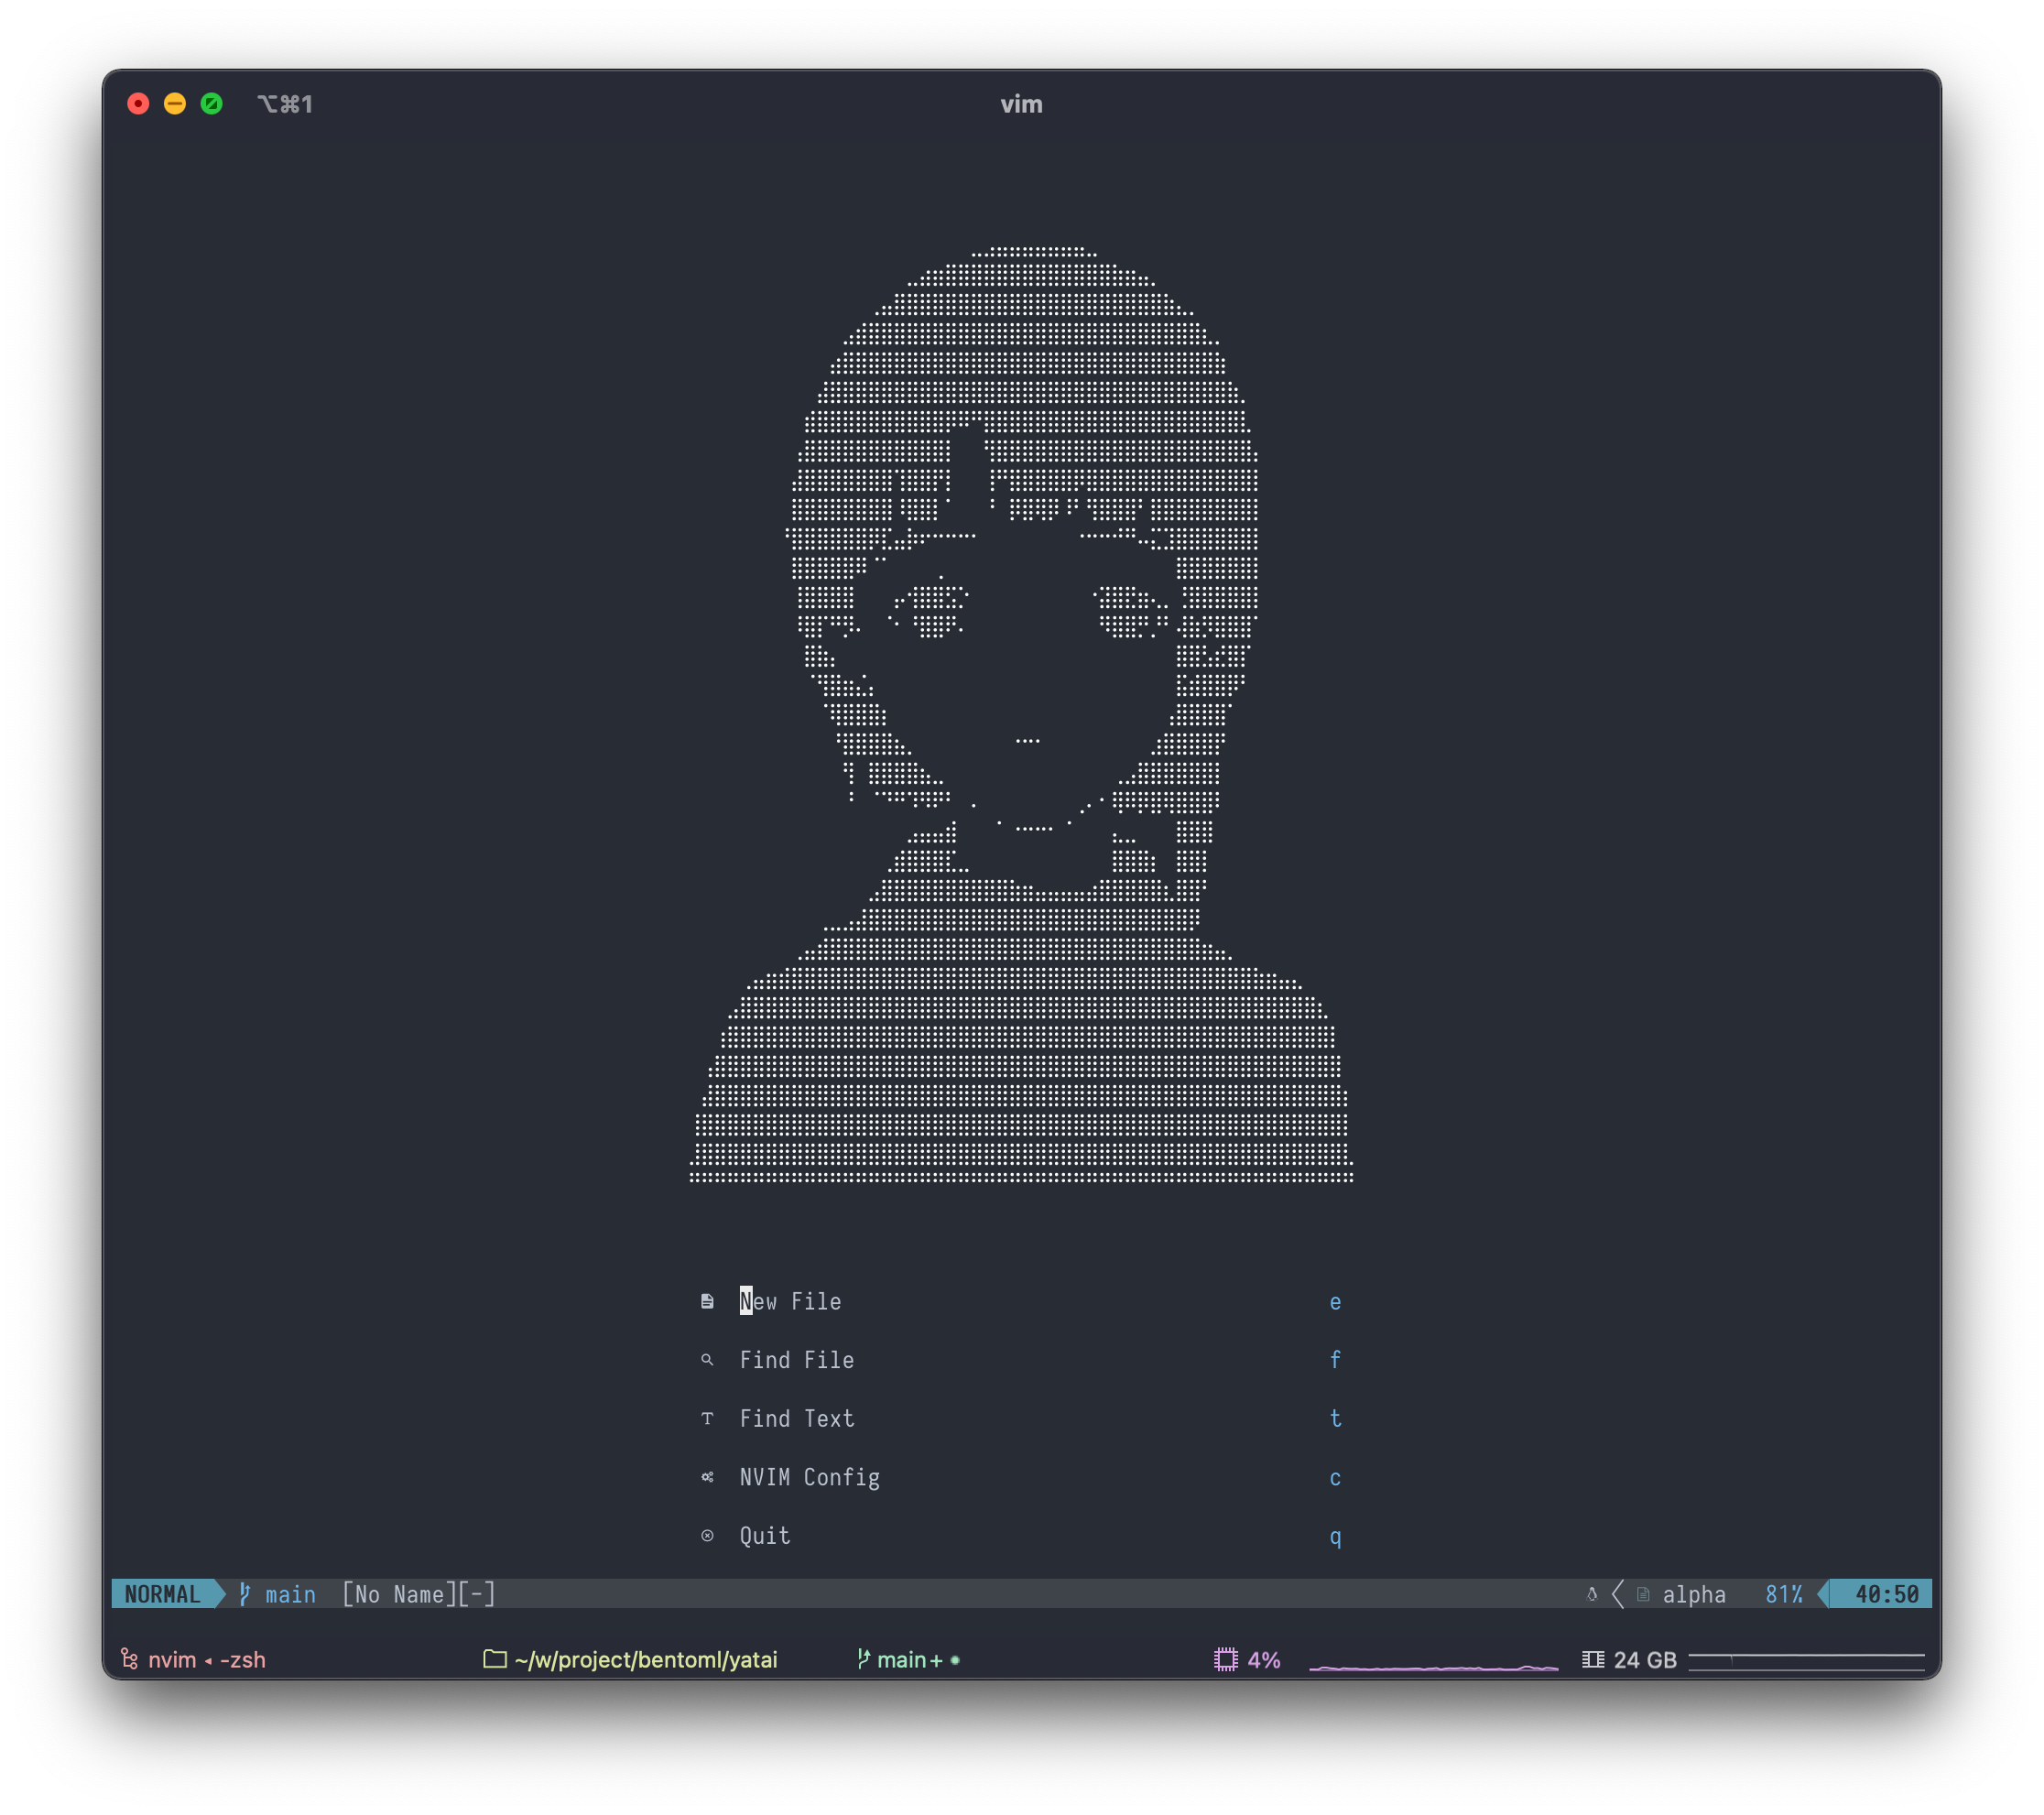 ⌥⌘1 vim
New File e
Find File f
Find Text t
NVIM Config c
Quit q
NORMAL main [No Name][-] alpha 81% 40:50
nvim ◂ -zsh ~/w/project/bentoml/yatai main+ ● 4% 24 GB